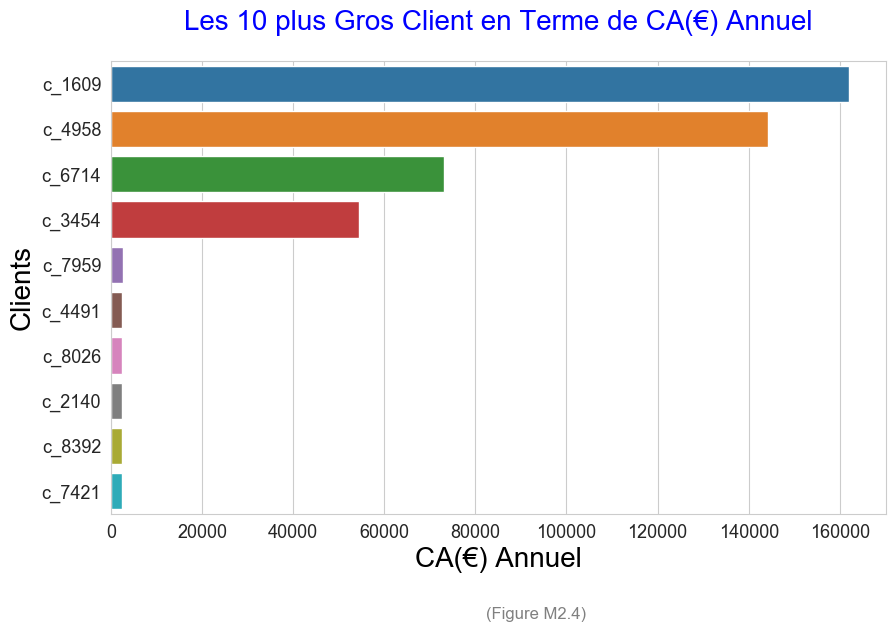 Les 10 plus Gros Client en Terme de CA(€) Annuel
c_1609
c_4958
c_6714
c_3454
c_7959
c_4491
c_8026
c_2140
c_8392
c_7421
Clients
0 20000 40000 60000 80000 100000 120000 140000 160000
CA(€) Annuel
(Figure M2.4)